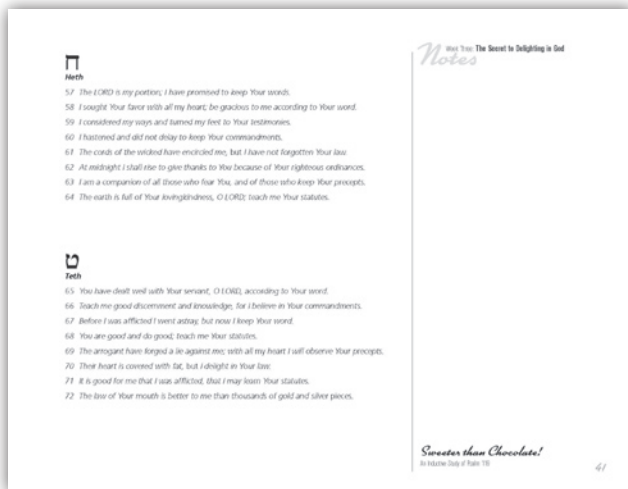 ח
Heth
57 The LORD is my portion; I have promised to keep Your words.
58 I sought Your favor with all my heart; be gracious to me according to Your word.
59 I considered my ways and turned my feet to Your testimonies.
60 I hastened and did not delay to keep Your commandments.
61 The cords of the wicked have encircled me, but I have not forgotten Your law.
62 At midnight I shall rise to give thanks to You because of Your righteous ordinances.
63 I am a companion of all those who fear You, and of those who keep Your precepts.
64 The earth is full of Your lovingkindness, O LORD; teach me Your statutes.
ט
Teth
65 You have dealt well with Your servant, O LORD, according to Your word.
66 Teach me good discernment and knowledge, for I believe in Your commandments.
67 Before I was afflicted I went astray, but now I keep Your word.
68 You are good and do good; teach me Your statutes.
69 The arrogant have forged a lie against me; with all my heart I will observe Your precepts.
70 Their heart is covered with fat, but I delight in Your law.
71 It is good for me that I was afflicted, that I may learn Your statutes.
72 The law of Your mouth is better to me than thousands of gold and silver pieces.
Week Three: The Secret to Delighting in God
Notes
Sweeter than Chocolate!
An Inductive Study of Psalm 119
41